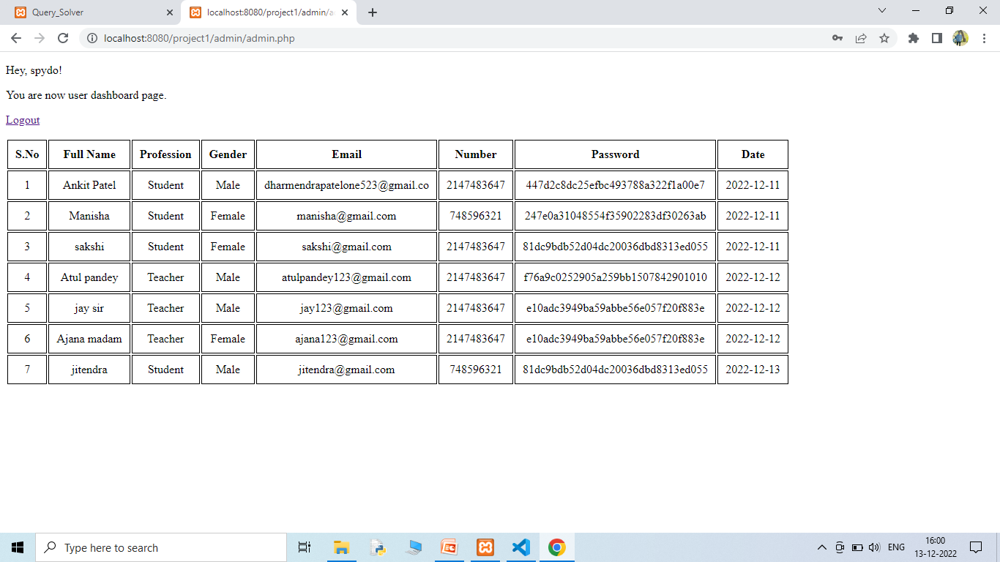 Query_Solver
localhost:8080/project1/admin/a
localhost:8080/project1/admin/admin.php
Hey, spydo!
You are now user dashboard page.
Logout
S.No Full Name Profession Gender Email Number Password Date
1 Ankit Patel Student Male dharmendrapatelone523@gmail.co 2147483647 447d2c8dc25efbc493788a322f1a00e7 2022-12-11
2 Manisha Student Female manisha@gmail.com 748596321 247e0a31048554f35902283df30263ab 2022-12-11
3 sakshi Student Female sakshi@gmail.com 2147483647 81dc9bdb52d04dc20036dbd8313ed055 2022-12-11
4 Atul pandey Teacher Male atulpandey123@gmail.com 2147483647 f76a9c0252905a259bb1507842901010 2022-12-12
5 jay sir Teacher Male jay123@gmail.com 2147483647 e10adc3949ba59abbe56e057f20f883e 2022-12-12
6 Ajana madam Teacher Female ajana123@gmail.com 2147483647 e10adc3949ba59abbe56e057f20f883e 2022-12-12
7 jitendra Student Male jitendra@gmail.com 748596321 81dc9bdb52d04dc20036dbd8313ed055 2022-12-13
Type here to search
ENG
16:00
13-12-2022